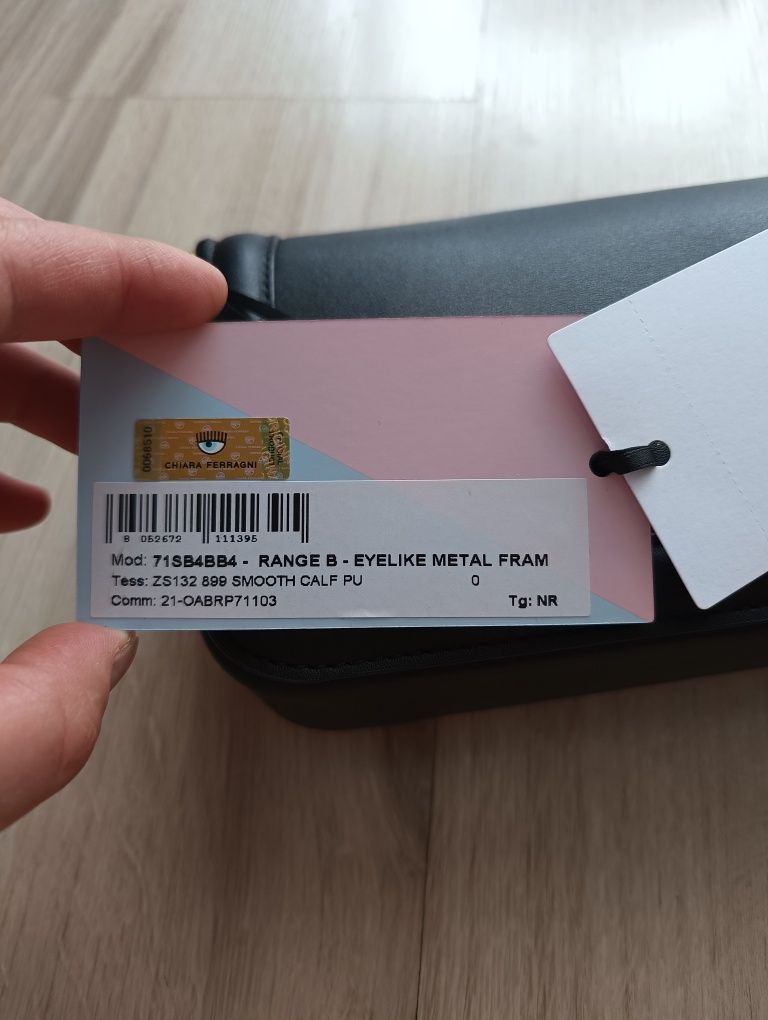 0068510
CHIARA FERRAGNI
8 052672 111395
Mod: 71SB4BB4 - RANGE B - EYELIKE METAL FRAM
Tess: ZS132 899 SMOOTH CALF PU 0
Comm: 21-OABRP71103 Tg: NR